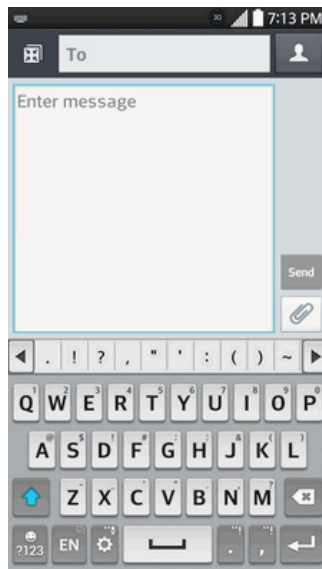 7:13 PM
To
Enter message
Send
. ! ? , " ' : ( ) ~
Q W E R T Y U I O P
A S D F G H J K L
Z X C V B N M
?123 EN . ,